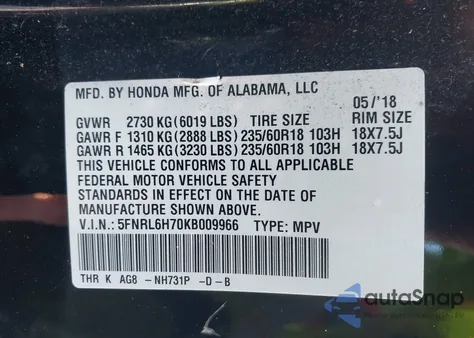 MFD. BY HONDA MFG. OF ALABAMA, LLC
05/'18
GVWR 2730 KG(6019 LBS) TIRE SIZE RIM SIZE
GAWR F 1310 KG(2888 LBS)235/60R18 103H 18X7.5J
GAWR R 1465 KG(3230 LBS)235/60R18 103H 18X7.5J
THIS VEHICLE CONFORMS TO ALL APPLICABLE
FEDERAL MOTOR VEHICLE SAFETY
STANDARDS IN EFFECT ON THE DATE OF
MANUFACTURE SHOWN ABOVE.
V.I.N.: 5FNRL6H70KB009966 TYPE: MPV
THR K AG8 -NH731P -D-B
autoSnap